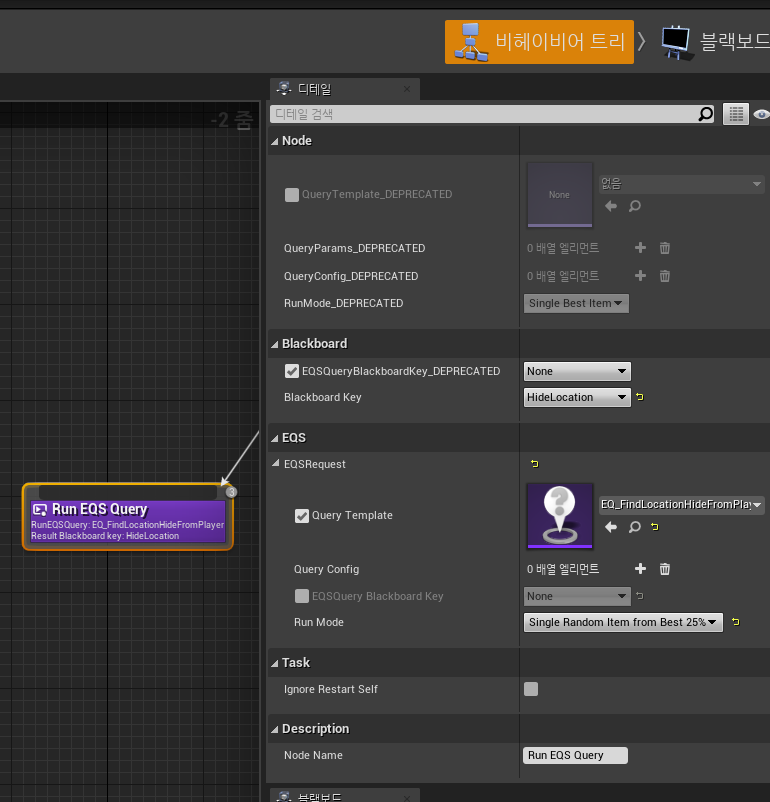 비헤이비어 트리
블랙보드
디테일
-2 줌
디테일 검색
Node
QueryTemplate_DEPRECATED
None
없음
QueryParams_DEPRECATED
0 배열 엘리먼트
QueryConfig_DEPRECATED
0 배열 엘리먼트
RunMode_DEPRECATED
Single Best Item
Blackboard
EQSQueryBlackboardKey_DEPRECATED
None
Blackboard Key
HideLocation
EQS
EQSRequest
Query Template
EQ_FindLocationHideFromPlay
3
Run EQS Query
RunEQSQuery: EQ_FindLocationHideFromPlayer
Result Blackboard key: HideLocation
Query Config
0 배열 엘리먼트
EQSQuery Blackboard Key
None
Run Mode
Single Random Item from Best 25%
Task
Ignore Restart Self
Description
Node Name
Run EQS Query
블랙보드